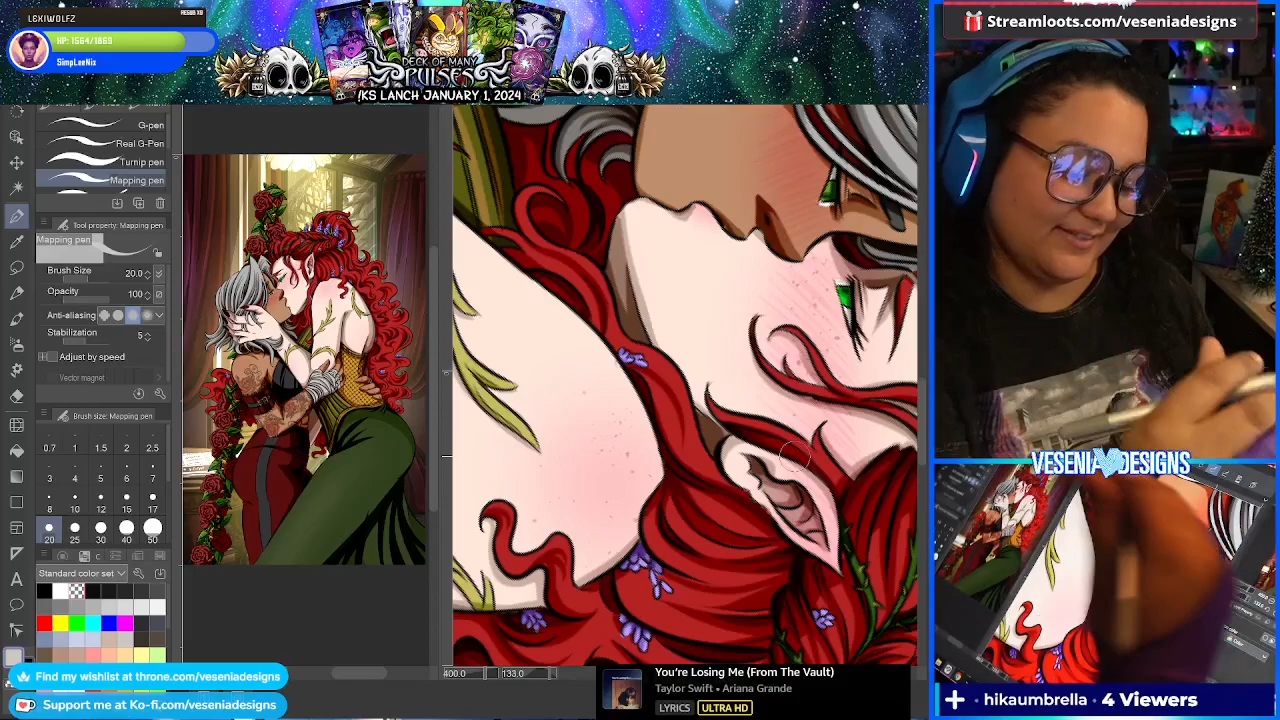 LEXIWOLFZ
HP: 1564/1869
SimpLeeNix
DECK OF MANY
PULSES
!KS LANCH JANUARY 1, 2024
Streamloots.com/veseniadesigns
G-pen
Real G-Pen
Turnip pen
Mapping pen
Tool property: Mapping pen
Mapping pen
Brush Size 20.0
Opacity 100
Anti-aliasing
Stabilization 5
Adjust by speed
Vector magnet
Brush size: Mapping pen
0.7 1 1.5 2 2.5
3 4 5 6 7
8 10 12 15 17
20 25 30 40 50
Standard color set
400.0 133.0
Find my wishlist at throne.com/veseniadesigns
Support me at Ko-fi.com/veseniadesigns
You're Losing Me (From The Vault)
Taylor Swift • Ariana Grande
LYRICS ULTRA HD
VESENIA DESIGNS
hikaumbrella 4 Viewers